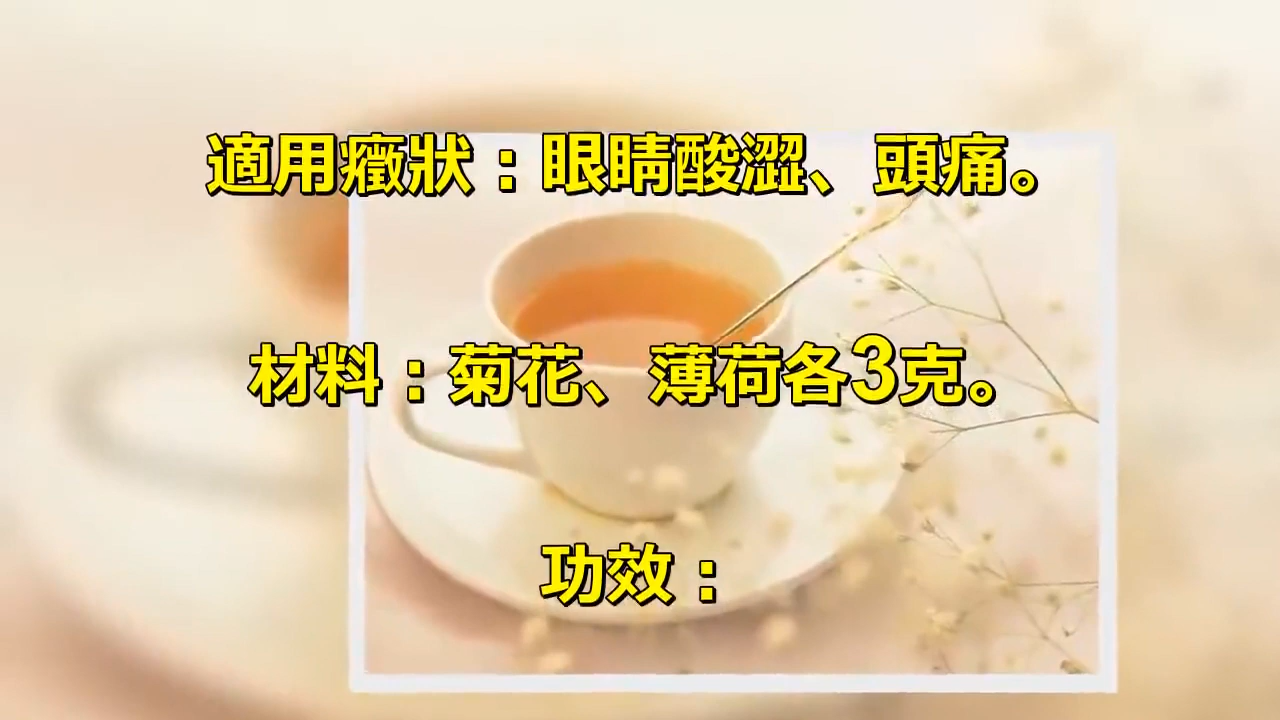 適用癥狀：眼睛酸澀、頭痛。
材料：菊花、薄荷各3克。
功效：